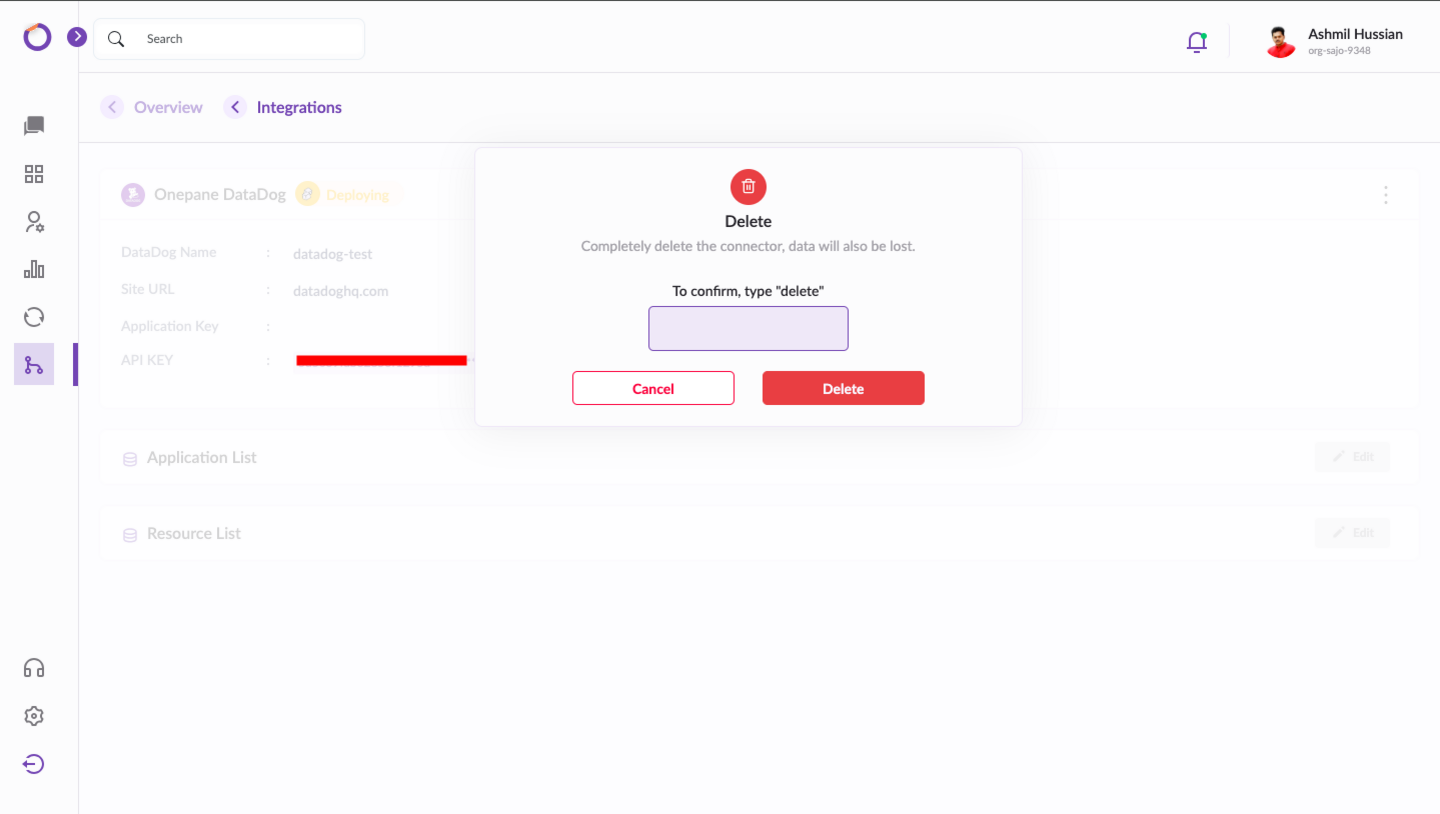 Search
Ashmil Hussian
org-sajo-9348
Overview
Integrations
Onepane DataDog
Deploying
DataDog Name : datadog-test
Site URL : datadoghq.com
Application Key :
API KEY :
Delete
Completely delete the connector, data will also be lost.
To confirm, type "delete"
Cancel
Delete
Application List
Edit
Resource List
Edit